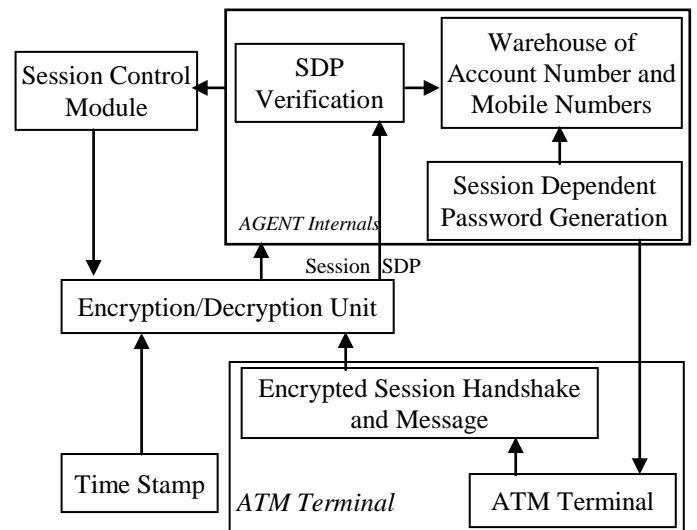 Session Control
Module
SDP
Verification
Warehouse of
Account Number and
Mobile Numbers
Session Dependent
Password Generation
AGENT Internals
Session SDP
Encryption/Decryption Unit
Encrypted Session Handshake
and Message
Time Stamp
ATM Terminal
ATM Terminal